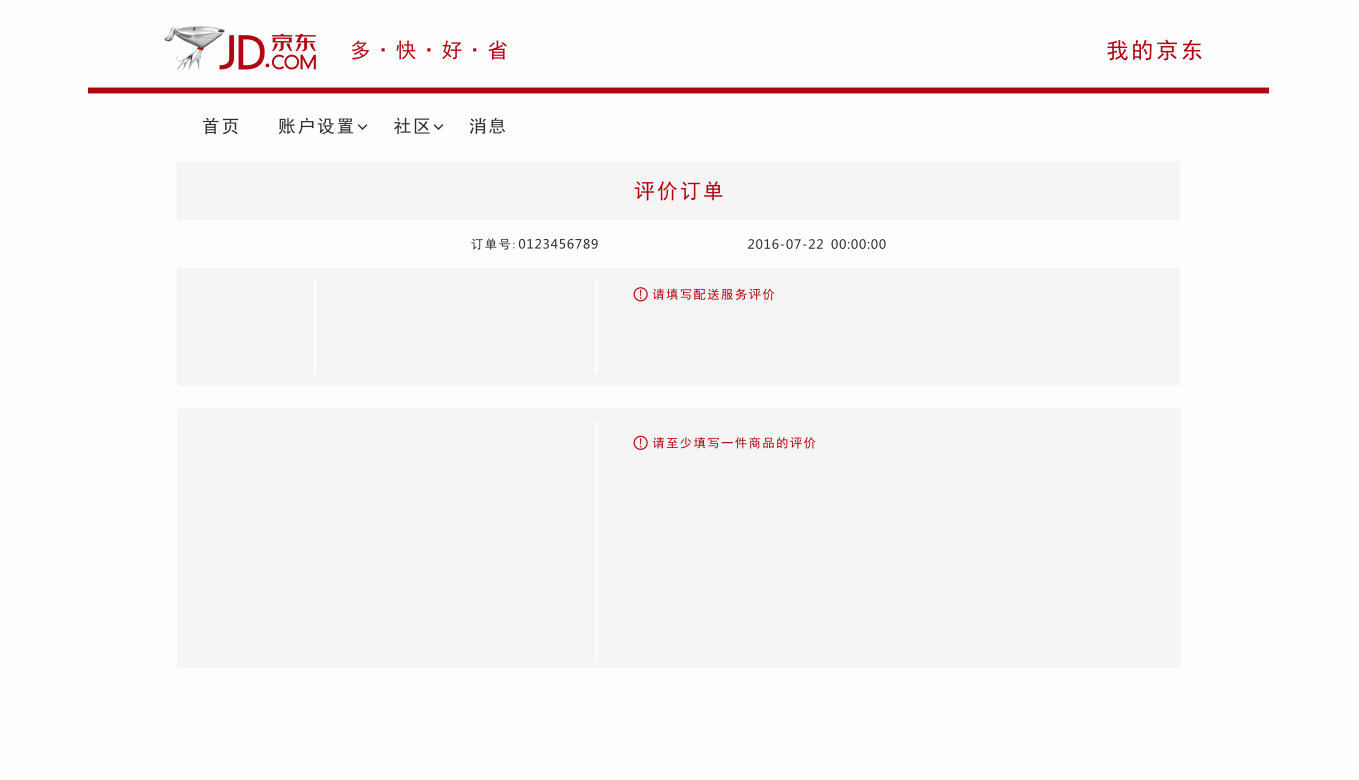 JD 京东
.COM
多·快·好·省
我的京东
首页 账户设置 社区 消息
评价订单
订单号: 0123456789 2016-07-22 00:00:00
请填写配送服务评价
请至少填写一件商品的评价